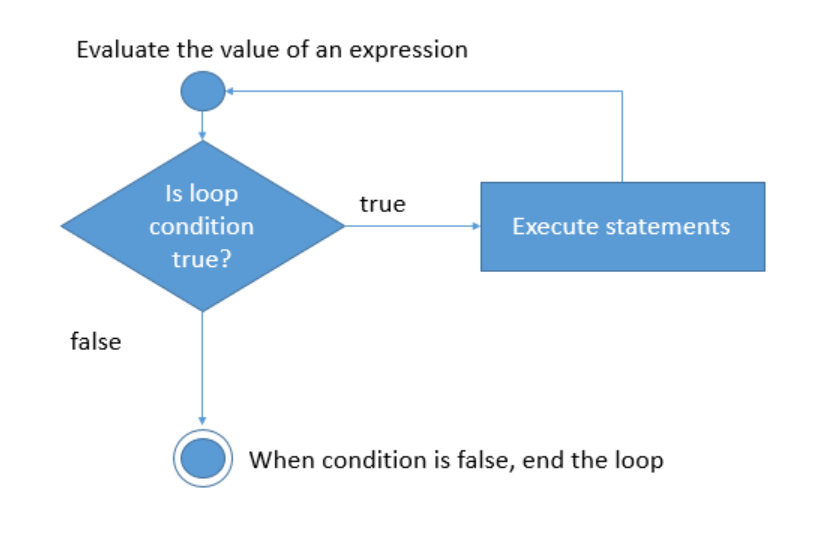 Evaluate the value of an expression
Is loop
condition
true?
true
Execute statements
false
When condition is false, end the loop